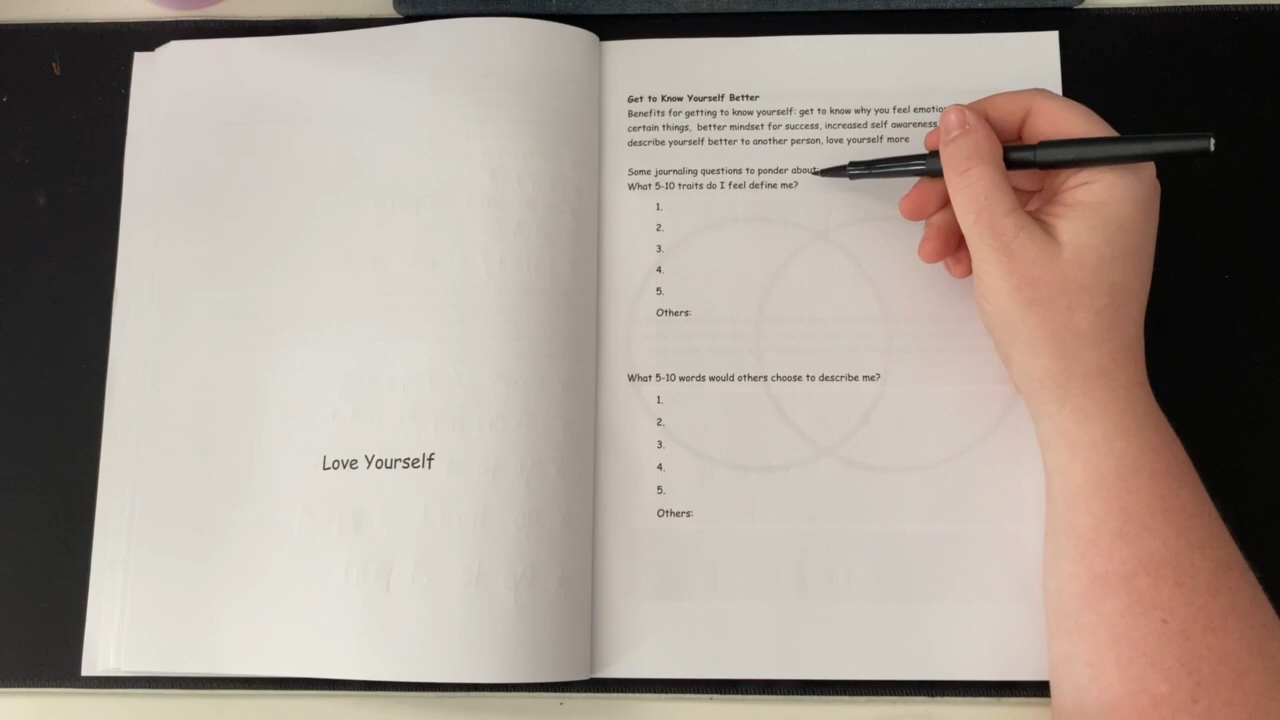 Love Yourself
Get to Know Yourself Better
Benefits for getting to know yourself: get to know why you feel
certain things, better mindset for success, increased self awareness,
describe yourself better to another person, love yourself more
Some journaling questions to ponder about:
What 5-10 traits do I feel define me?
1.
2.
3.
4.
5.
Others:
What 5-10 words would others choose to describe me?
1.
2.
3.
4.
5.
Others: